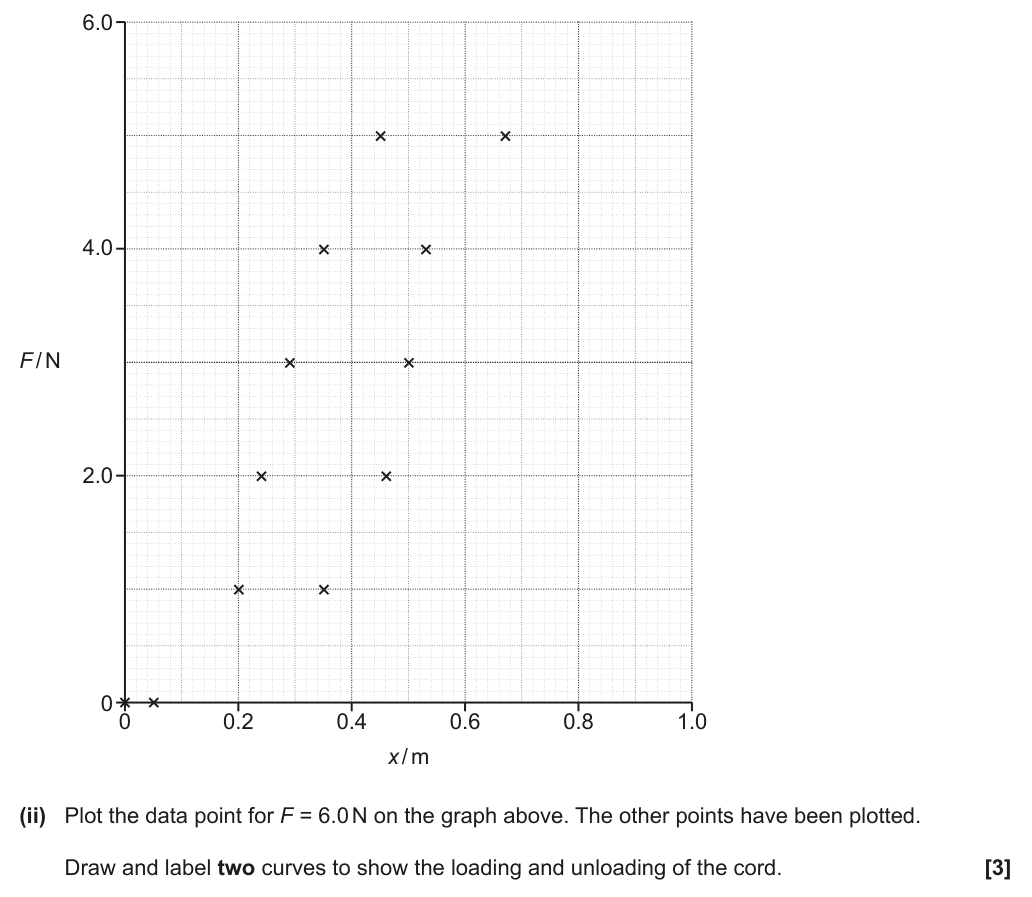 6.0
4.0
F/N
2.0
0
0 0.2 0.4 0.6 0.8 1.0
x/m
(ii) Plot the data point for F = 6.0N on the graph above. The other points have been plotted.
Draw and label two curves to show the loading and unloading of the cord. [3]